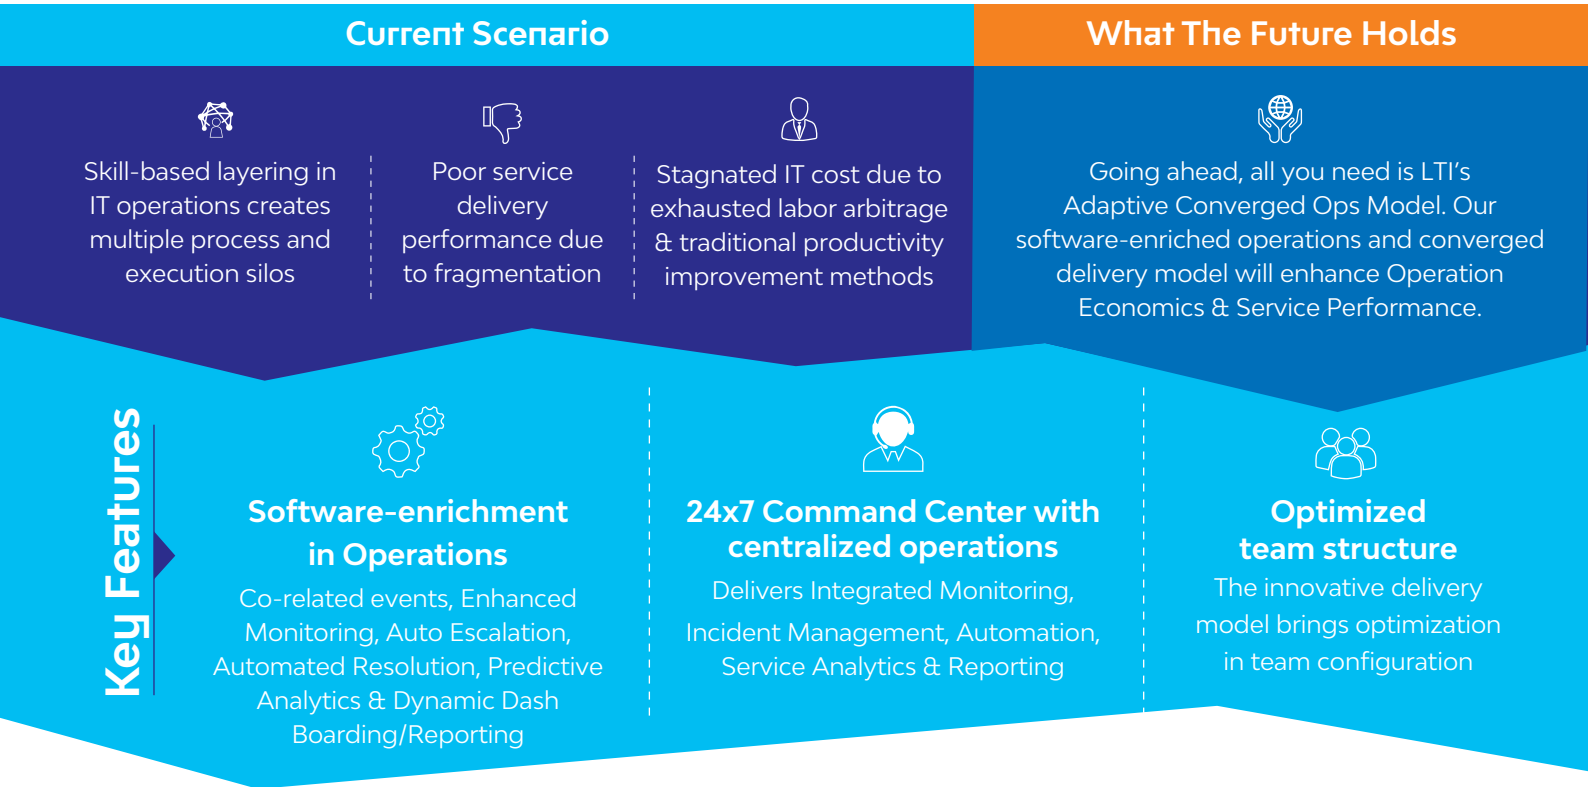 Current Scenario
What The Future Holds
Skill-based layering in
IT operations creates
multiple process and
execution silos
Poor service
delivery
performance due
to fragmentation
Stagnated IT cost due to
exhausted labor arbitrage
& traditional productivity
improvement methods
Going ahead, all you need is LTI’s
Adaptive Converged Ops Model. Our
software-enriched operations and converged
delivery model will enhance Operation
Economics & Service Performance.
Key Features
Software-enrichment
in Operations
Co-related events, Enhanced
Monitoring, Auto Escalation,
Automated Resolution, Predictive
Analytics & Dynamic Dash
Boarding/Reporting
24x7 Command Center with
centralized operations
Delivers Integrated Monitoring,
Incident Management, Automation,
Service Analytics & Reporting
Optimized
team structure
The innovative delivery
model brings optimization
in team configuration